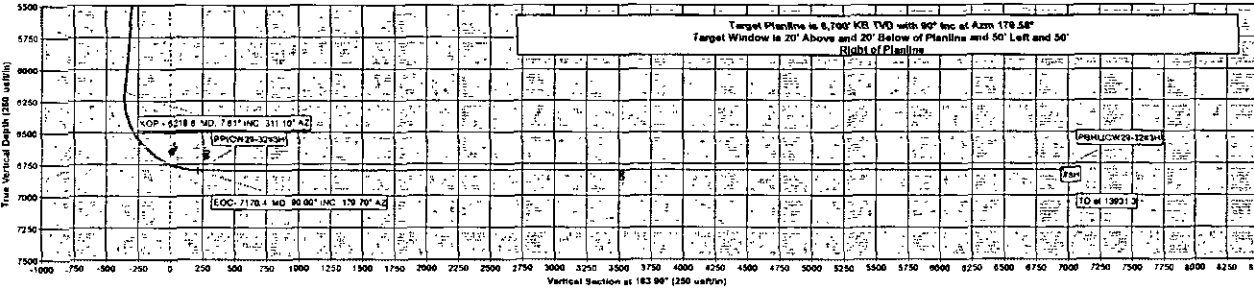 Target Planline is 6,700' KB TVD with 90° Inc at Azm 179.58°
Target Window is 20' Above and 20' Below of Planline and 50' Left and 50'
Right of Planline
5500
5750
6000
6250
6500
6750
7000
7250
7500
True Vertical Depth (250 usft/in)
KOP - 6218.6 MD, 7.61° INC 311.10° AZ
EOC- 7170.4 MD 90.00° INC 179.70° AZ
TD at 13931.3
-1000 -750 -500 -250 0 250 500 750 1000 1250 1500 1750 2000 2250 2500 2750 3000 3250 3500 3750 4000 4250 4500 4750 5000 5250 5500 5750 6000 6250 6500 6750 7000 7250 7500 7750 8000 8250
Vertical Section at 183.90° (250 usft/in)